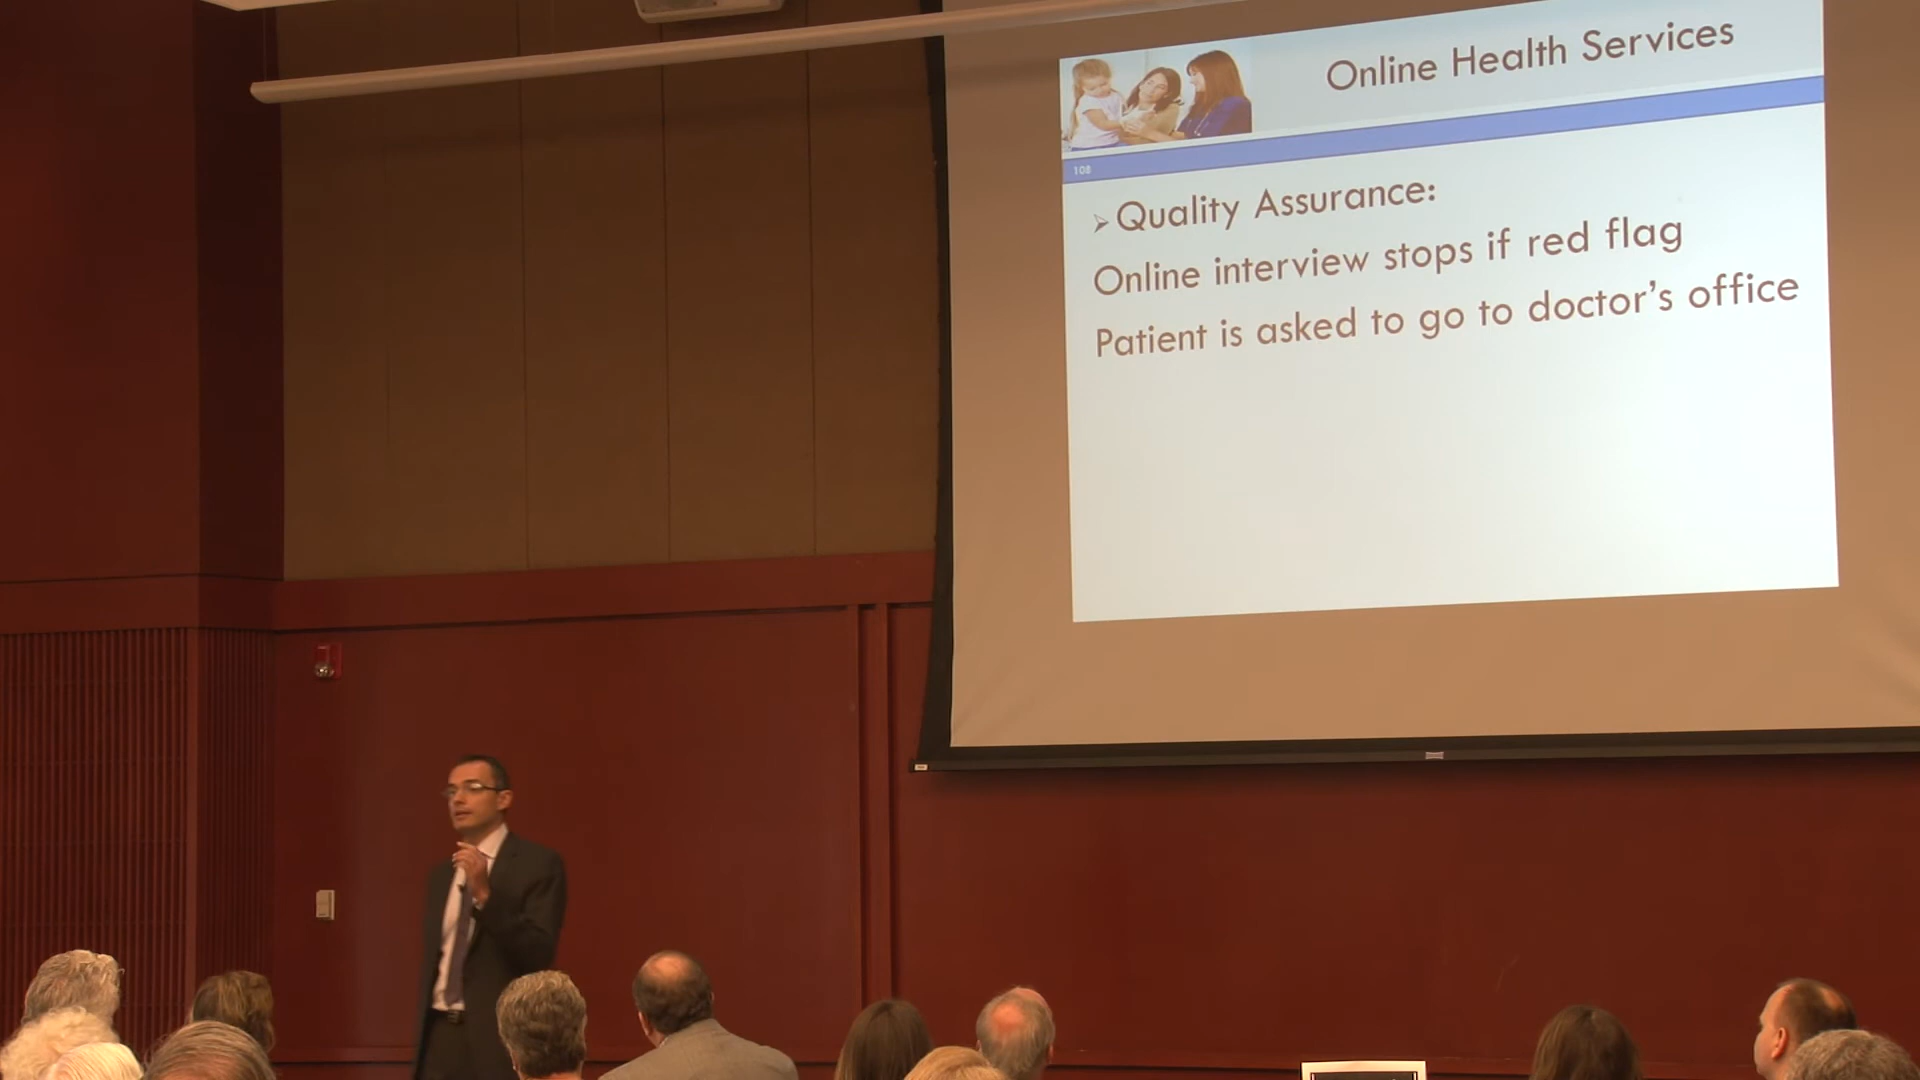 Online Health Services
108
➢Quality Assurance:
Online interview stops if red flag
Patient is asked to go to doctor’s office